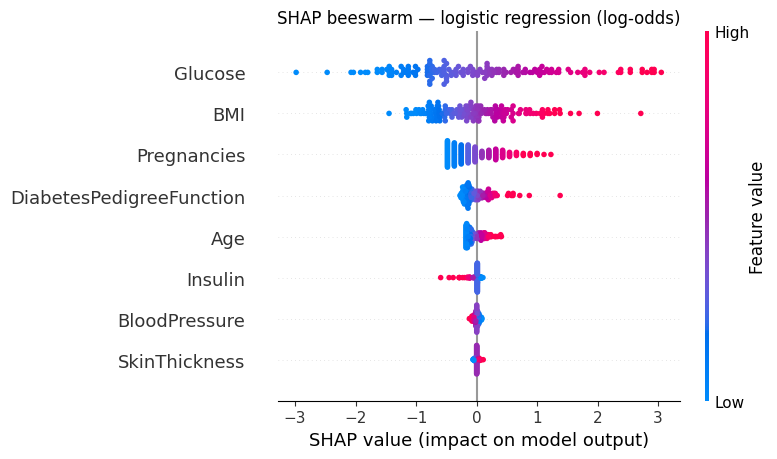 SHAP beeswarm — logistic regression (log-odds)
High
Glucose
BMI
Pregnancies
DiabetesPedigreeFunction
Age
Insulin
BloodPressure
SkinThickness
Feature value
Low
−3 −2 −1 0 1 2 3
SHAP value (impact on model output)